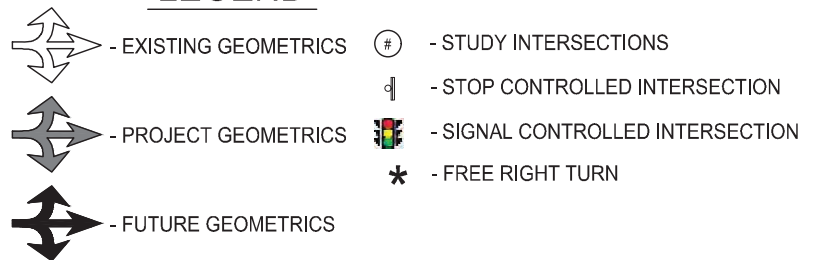 LEGEND
- EXISTING GEOMETRICS
- PROJECT GEOMETRICS
- FUTURE GEOMETRICS
# - STUDY INTERSECTIONS
- STOP CONTROLLED INTERSECTION
- SIGNAL CONTROLLED INTERSECTION
* - FREE RIGHT TURN